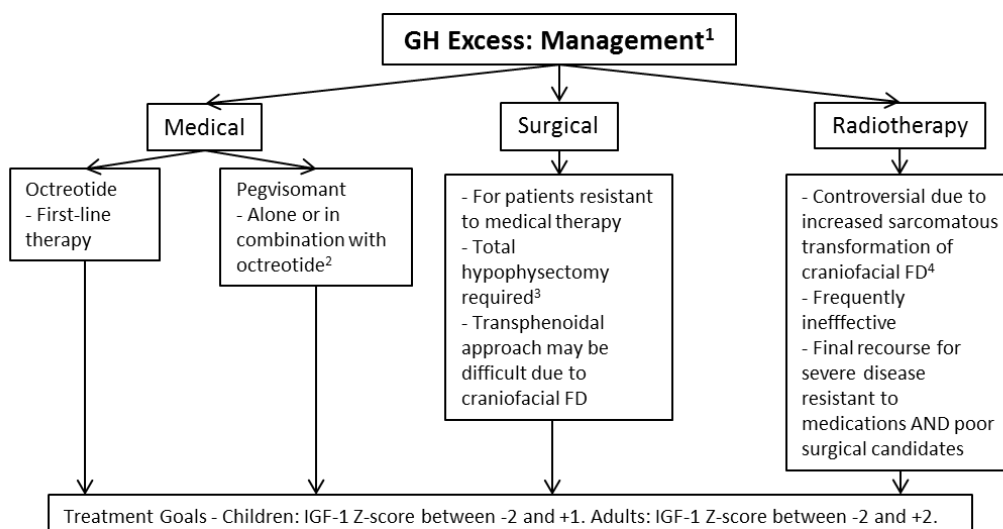 GH Excess: Management¹
Medical
Surgical
Radiotherapy
Octreotide
- First-line
therapy
Pegvisomant
- Alone or in
combination with
octreotide²
- For patients resistant
to medical therapy
- Total
hypophysectomy
required³
- Transphenoidal
approach may be
difficult due to
craniofacial FD
- Controversial due to
increased sarcomatous
transformation of
craniofacial FD⁴
- Frequently
inefffective
- Final recourse for
severe disease
resistant to
medications AND poor
surgical candidates
Treatment Goals - Children: IGF-1 Z-score between -2 and +1. Adults: IGF-1 Z-score between -2 and +2.